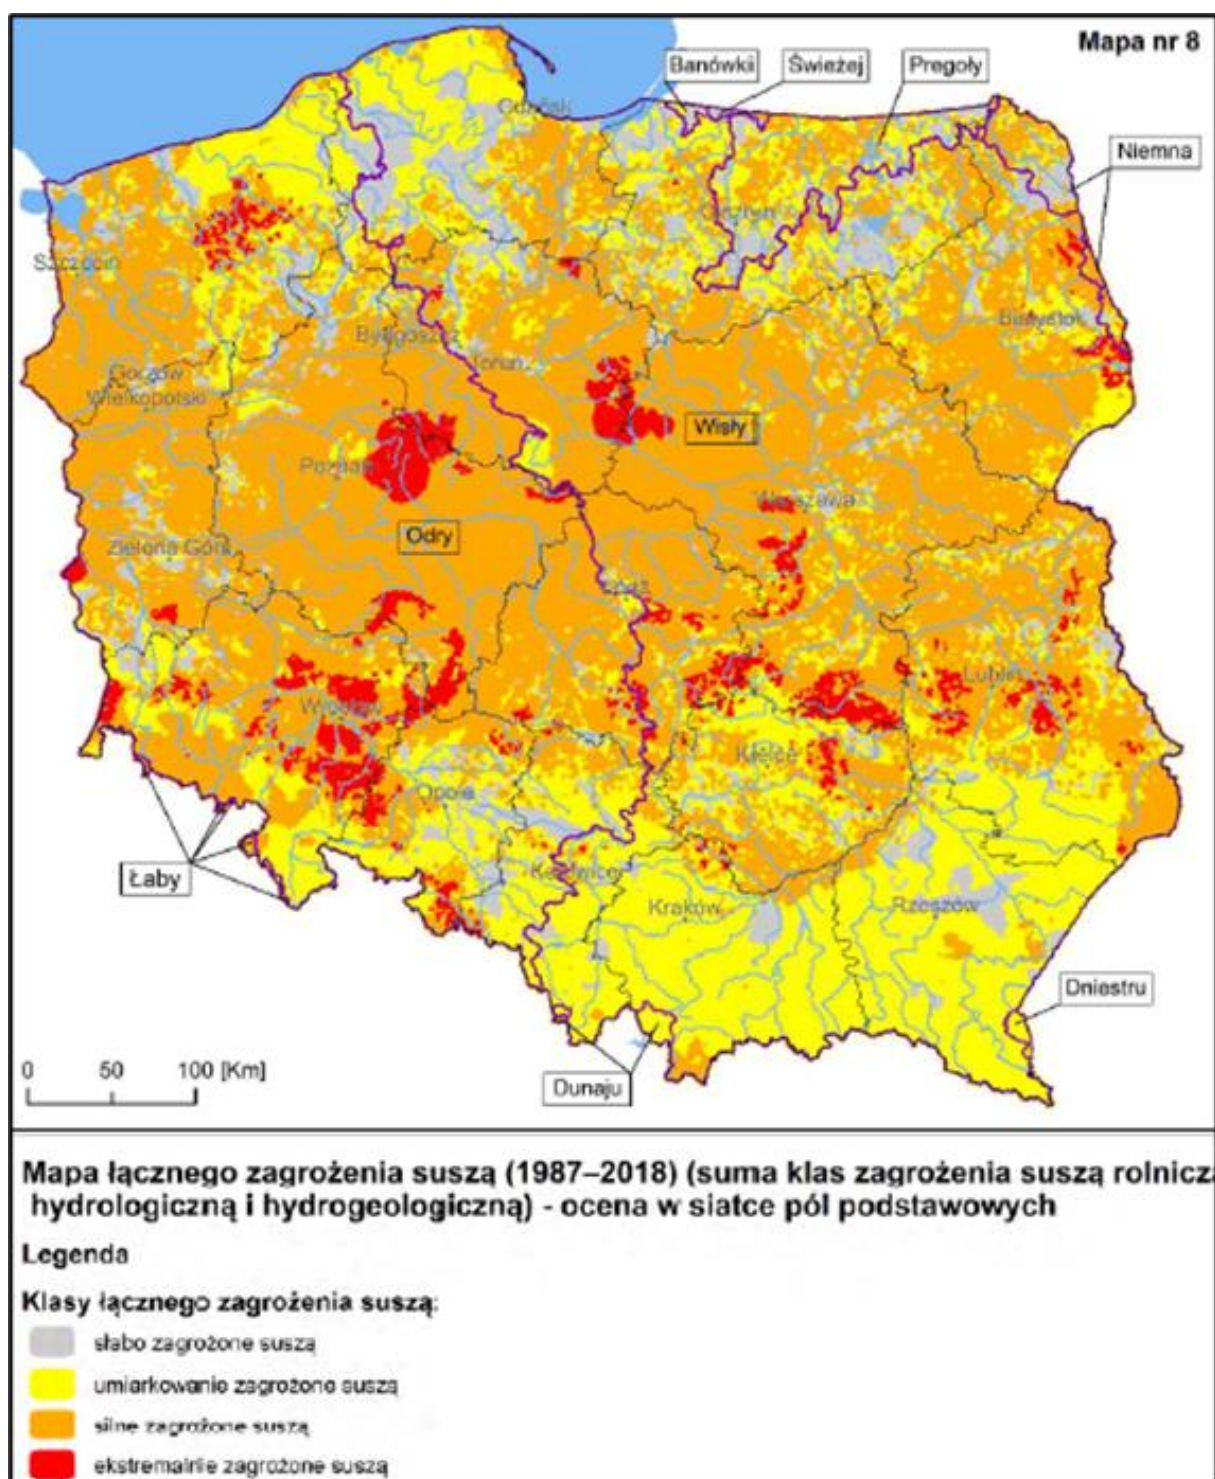 Mapa nr 8
Banówkii
Świeżej
Pregoły
Gdańsk
Niemna
Olsztyn
Szczecin
Białystok
Bydgoszcz
Toruń
Gorzów
Wielkopolski
Wisły
Poznań
Warszawa
Odry
Zielona Góra
Łódź
Lublin
Wrocław
Kielce
Opole
Łaby
Katowice
Kraków
Rzeszów
Dniestru
0 50 100 [Km]
Dunaju
Mapa łącznego zagrożenia suszą (1987–2018) (suma klas zagrożenia suszą rolnicza
hydrologiczną i hydrogeologiczną) - ocena w siatce pól podstawowych
Legenda
Klasy łącznego zagrożenia suszą:
słabo zagrożone suszą
umiarkowanie zagrożone suszą
silne zagrożone suszą
ekstremalnie zagrożone suszą